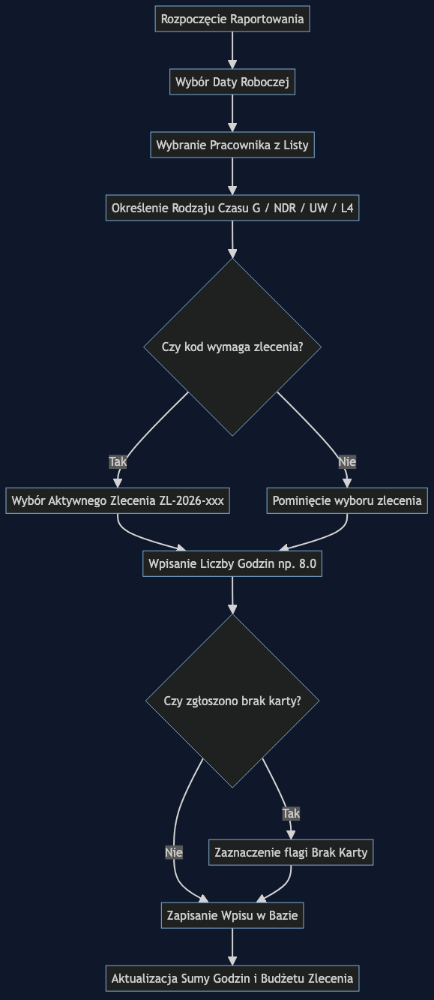 Rozpoczęcie Raportowania
Wybór Daty Roboczej
Wybranie Pracownika z Listy
Określenie Rodzaju Czasu G / NDR / UW / L4
Czy kod wymaga zlecenia?
Tak
Nie
Wybór Aktywnego Zlecenia ZL-2026-xxx
Pominięcie wyboru zlecenia
Wpisanie Liczby Godzin np. 8.0
Czy zgłoszono brak karty?
Tak
Nie
Zaznaczenie flagi Brak Karty
Zapisanie Wpisu w Bazie
Aktualizacja Sumy Godzin i Budżetu Zlecenia